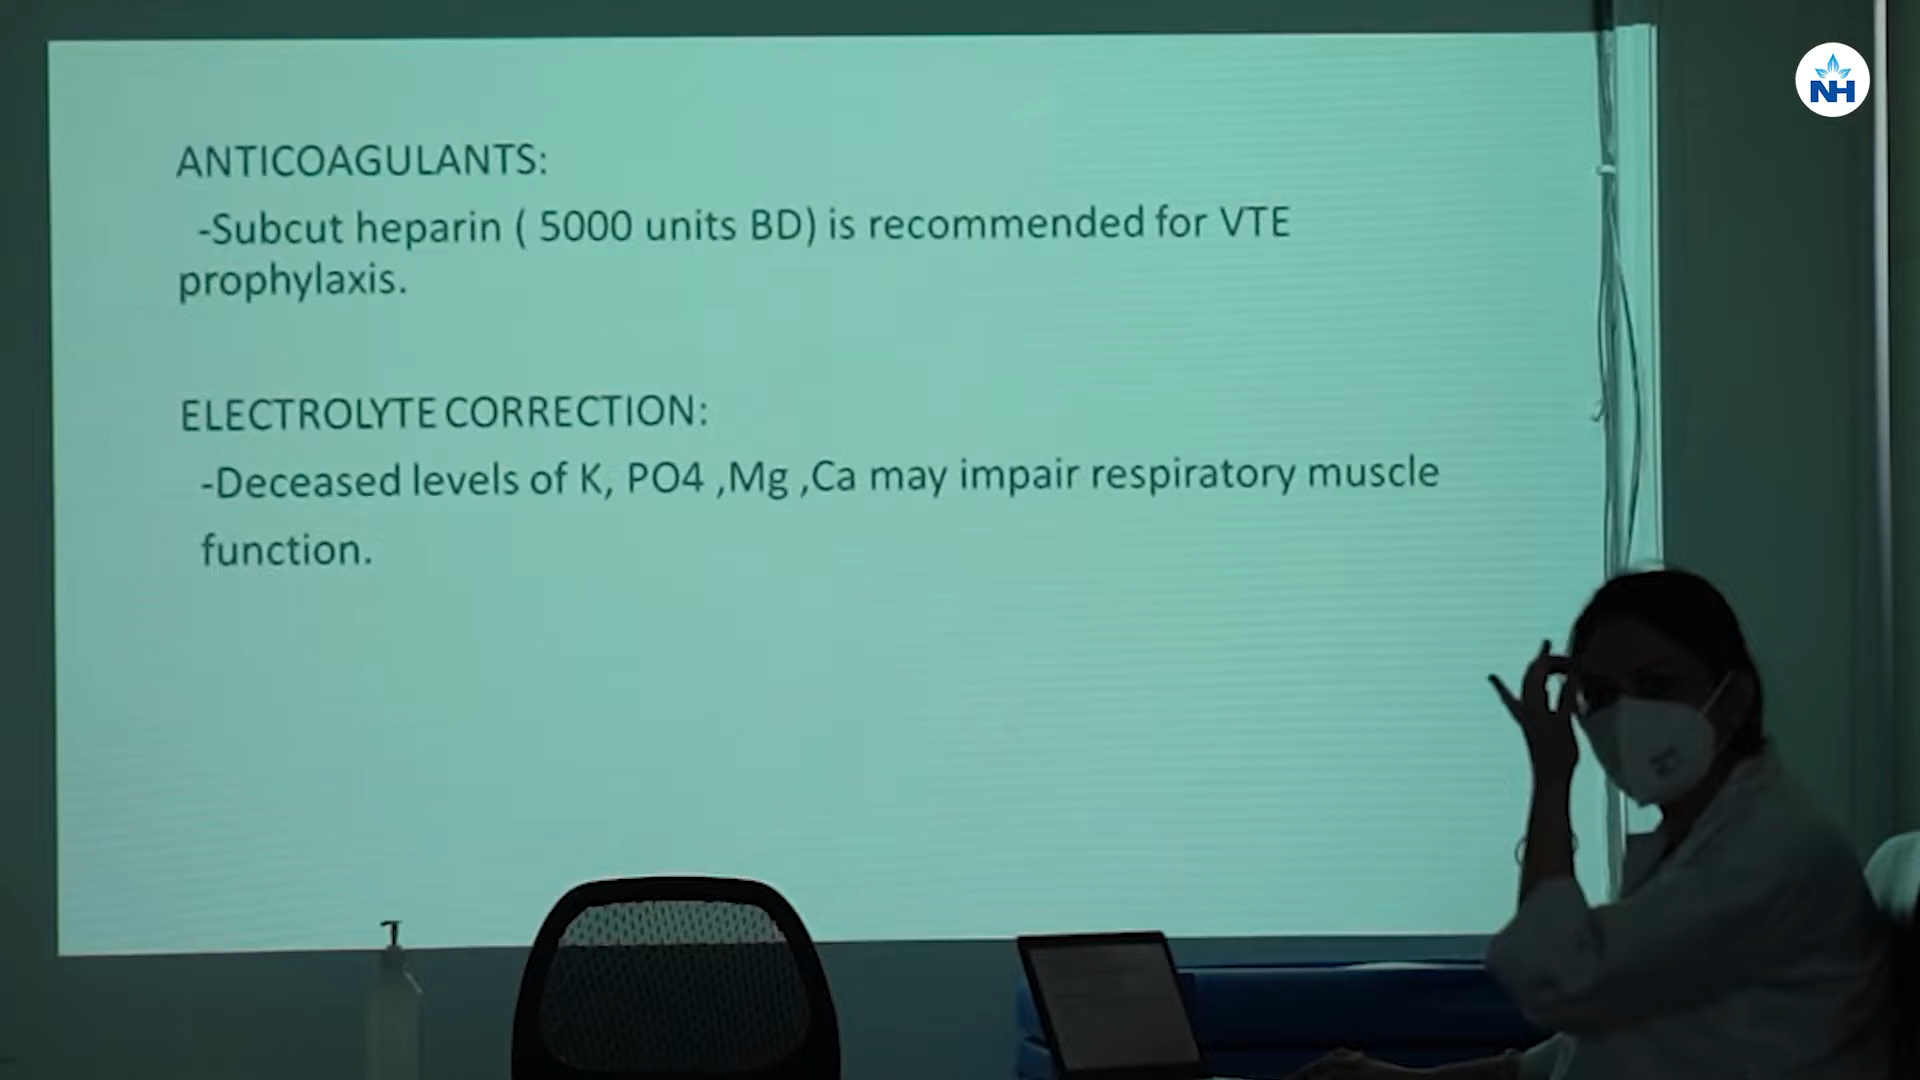 NH
ANTICOAGULANTS:
-Subcut heparin ( 5000 units BD) is recommended for VTE
prophylaxis.
ELECTROLYTE CORRECTION:
-Deceased levels of K, PO4 ,Mg ,Ca may impair respiratory muscle
function.